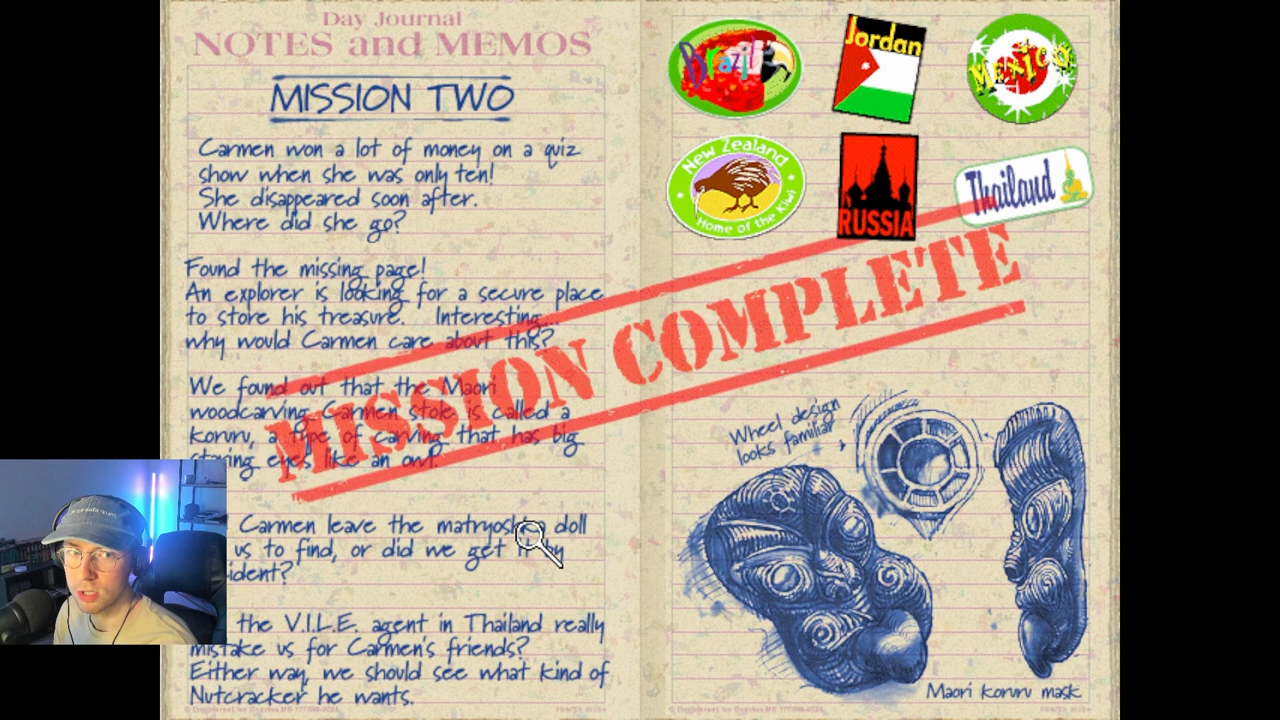 Day Journal
NOTES and MEMOS
MISSION TWO
Carmen won a lot of money on a quiz
show when she was only ten!
She disappeared soon after.
Where did she go?
Found the missing page!
An explorer is looking for a secure place
to store his treasure. Interesting...
why would Carmen care about this?
We found out that the Maori
woodcarving Carmen stole is called a
koruru, a type of carving that has big
staring eyes like an owl.
Carmen leave the matryoshka doll
us to find, or did we get it by
ident?
the V.I.L.E. agent in Thailand really
mistake us for Carmen's friends?
Either way, we should see what kind of
Nutcracker he wants.
Brazil
Jordan
MEXICO
New Zealand
Home of the Kiwi
RUSSIA
Thailand
MISSION COMPLETE
Wheel design
looks familiar
Maori koruru mask